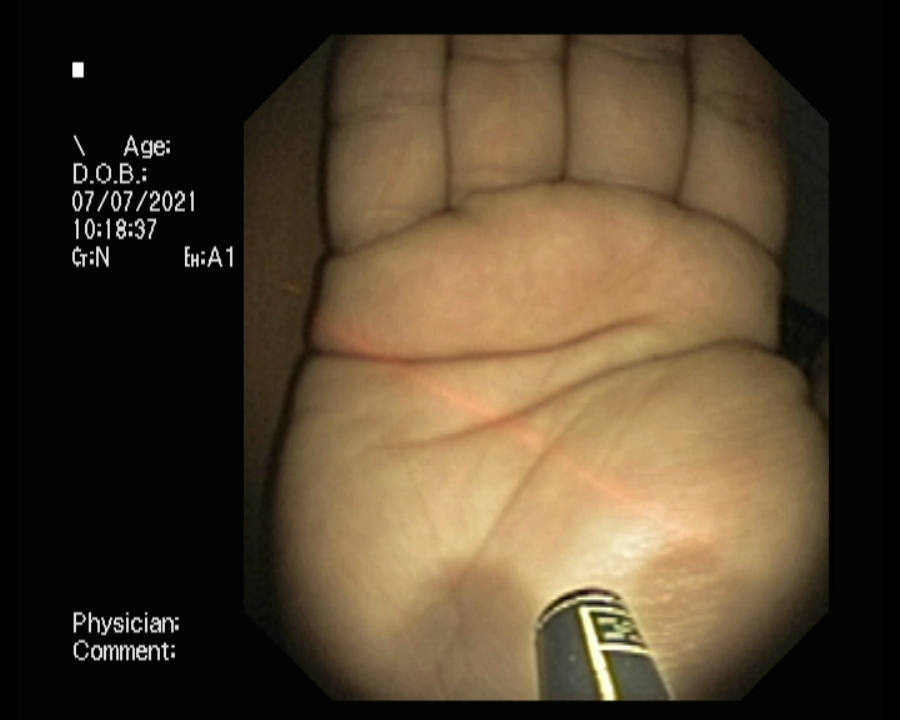 \ Age:
D.O.B.:
07/07/2021
10:18:37
Cr:N EH:A1
Physician:
Comment: